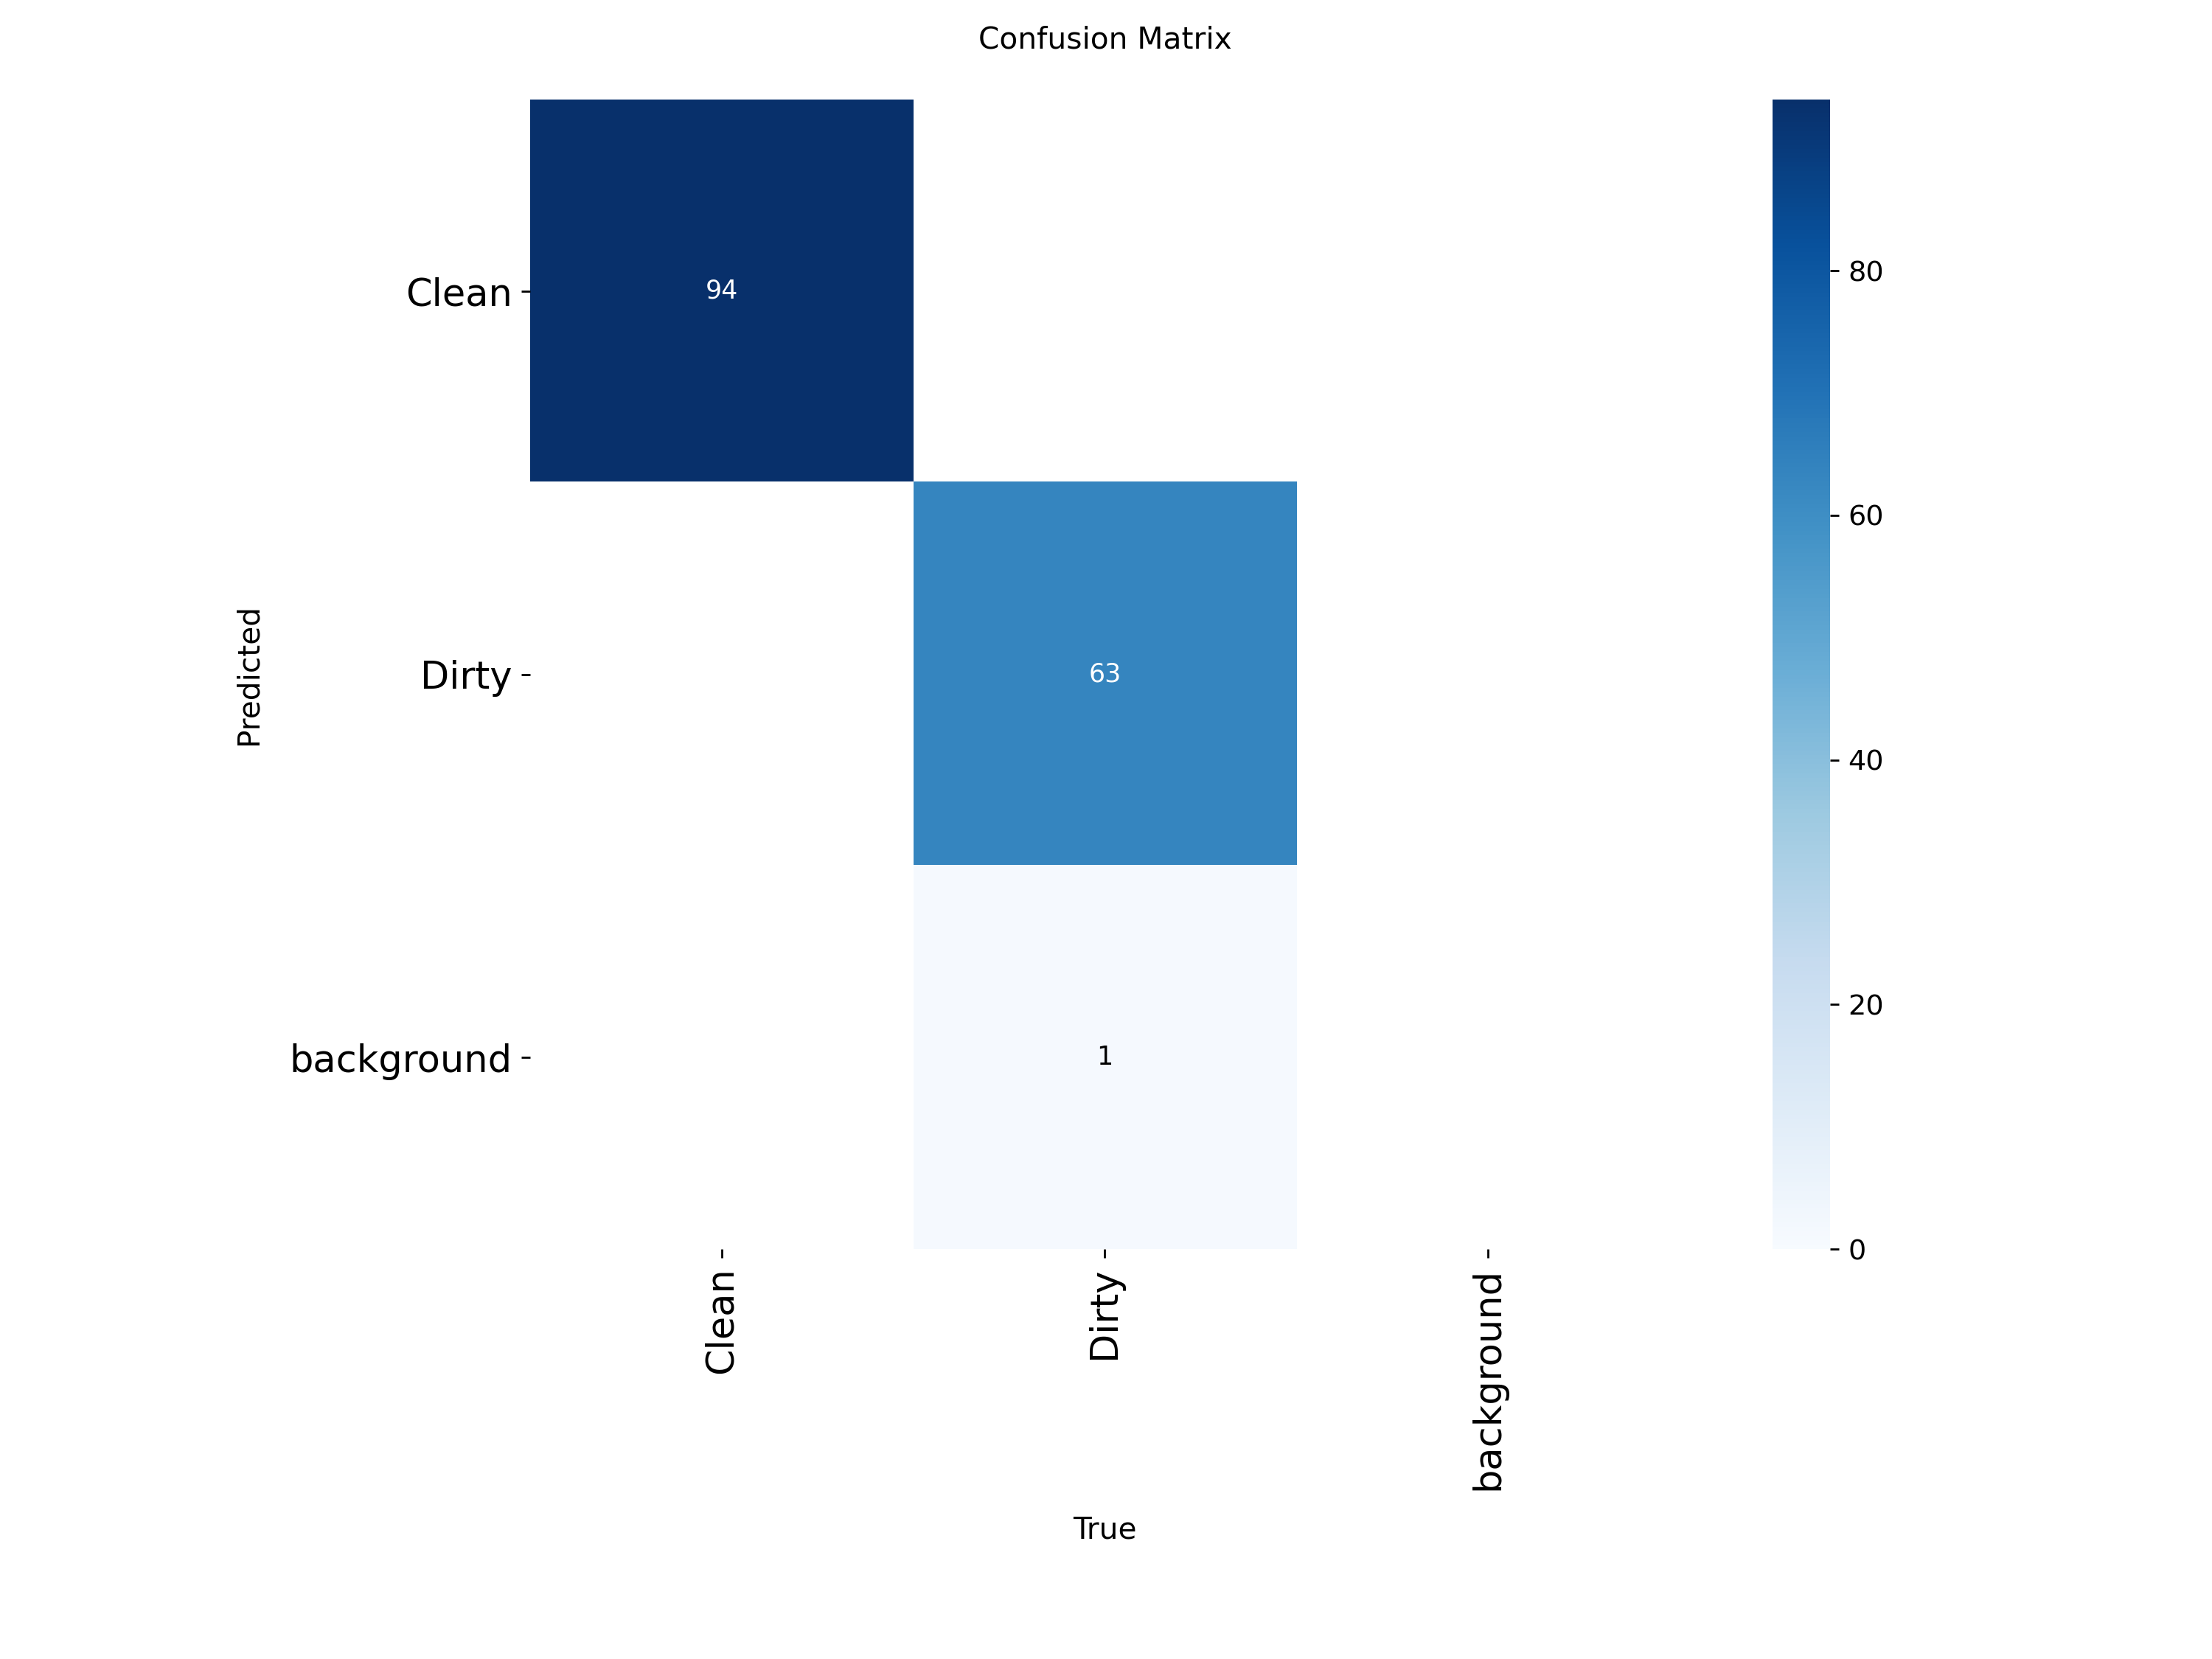 Confusion Matrix
Clean
94
80
60
Dirty
63
Predicted
40
20
background
1
0
Clean
Dirty
background
True